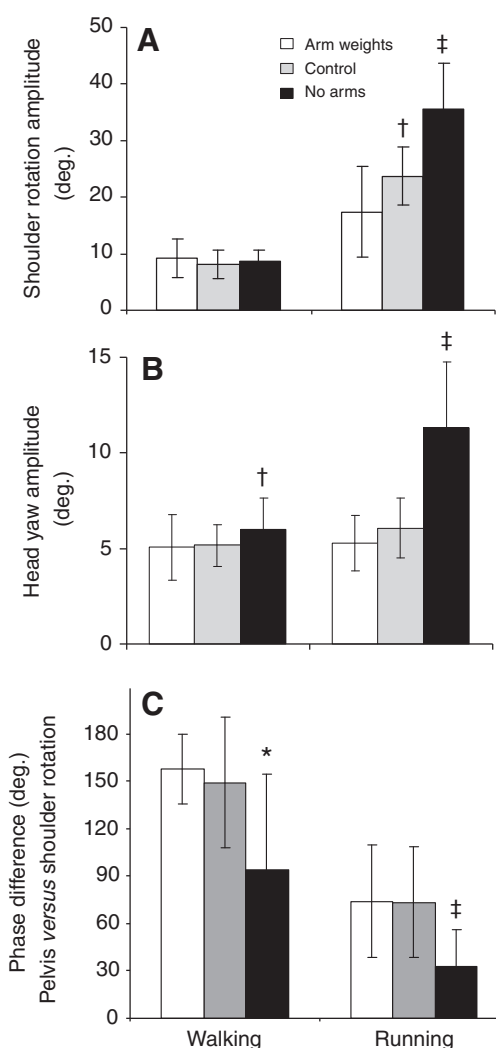 50
A
Arm weights
Control
No arms
‡
40
†
30
20
10
0
Shoulder rotation amplitude
(deg.)
15
B
‡
10
†
5
0
Head yaw amplitude
(deg.)
C
180
*
150
120
90
‡
60
30
0
Phase difference (deg.)
Pelvis versus shoulder rotation
Walking Running